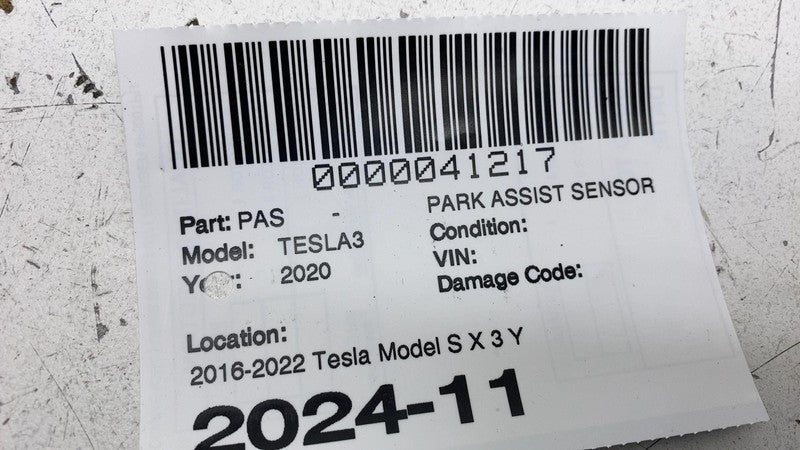 0000041217
Part: PAS - PARK ASSIST SENSOR
Model: TESLA3 Condition:
2020 VIN:
Damage Code:
Location:
2016-2022 Tesla Model S X 3 Y
2024-11